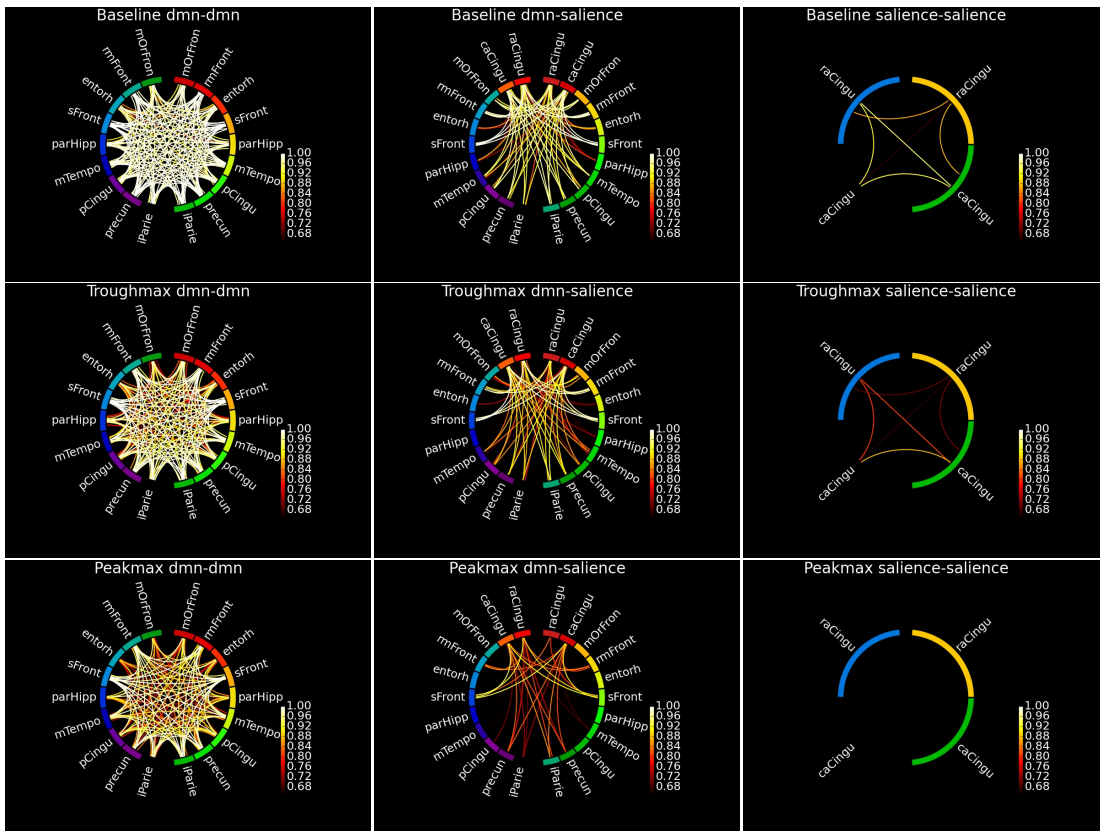 Baseline dmn-dmn
mOrFron
mOrFron
rmFront
rmFront
entorh
entorh
sFront
sFront
parHipp
parHipp
mTempo
mTempo
pCingu
pCingu
precun
precun
iParie
iParie
1.00
0.96
0.92
0.88
0.84
0.80
0.76
0.72
0.68
Baseline dmn-salience
raCingu
raCingu
caCingu
caCingu
mOrFron
mOrFron
rmFront
rmFront
entorh
entorh
sFront
sFront
parHipp
parHipp
mTempo
mTempo
pCingu
pCingu
precun
precun
iParie
iParie
1.00
0.96
0.92
0.88
0.84
0.80
0.76
0.72
0.68
Baseline salience-salience
raCingu
raCingu
caCingu
caCingu
1.00
0.96
0.92
0.88
0.84
0.80
0.76
0.72
0.68
Troughmax dmn-dmn
mOrFron
mOrFron
rmFront
rmFront
entorh
entorh
sFront
sFront
parHipp
parHipp
mTempo
mTempo
pCingu
pCingu
precun
precun
iParie
iParie
1.00
0.96
0.92
0.88
0.84
0.80
0.76
0.72
0.68
Troughmax dmn-salience
raCingu
raCingu
caCingu
caCingu
mOrFron
mOrFron
rmFront
rmFront
entorh
entorh
sFront
sFront
parHipp
parHipp
mTempo
mTempo
pCingu
pCingu
precun
precun
iParie
iParie
1.00
0.96
0.92
0.88
0.84
0.80
0.76
0.72
0.68
Troughmax salience-salience
raCingu
raCingu
caCingu
caCingu
1.00
0.96
0.92
0.88
0.84
0.80
0.76
0.72
0.68
Peakmax dmn-dmn
mOrFron
mOrFron
rmFront
rmFront
entorh
entorh
sFront
sFront
parHipp
parHipp
mTempo
mTempo
pCingu
pCingu
precun
precun
iParie
iParie
1.00
0.96
0.92
0.88
0.84
0.80
0.76
0.72
0.68
Peakmax dmn-salience
raCingu
raCingu
caCingu
caCingu
mOrFron
mOrFron
rmFront
rmFront
entorh
entorh
sFront
sFront
parHipp
parHipp
mTempo
mTempo
pCingu
pCingu
precun
precun
iParie
iParie
1.00
0.96
0.92
0.88
0.84
0.80
0.76
0.72
0.68
Peakmax salience-salience
raCingu
raCingu
caCingu
caCingu
1.00
0.96
0.92
0.88
0.84
0.80
0.76
0.72
0.68